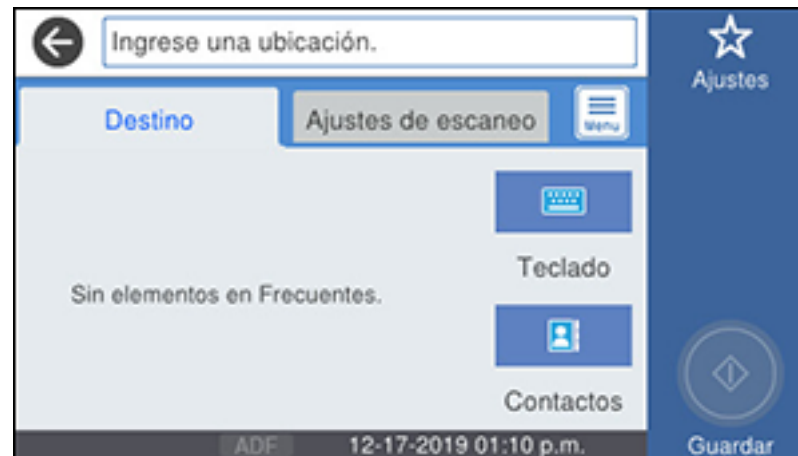 Ingrese una ubicación.
Ajustes
Destino
Ajustes de escaneo
Menu
Teclado
Sin elementos en Frecuentes.
Contactos
ADF
12-17-2019 01:10 p.m.
Guardar